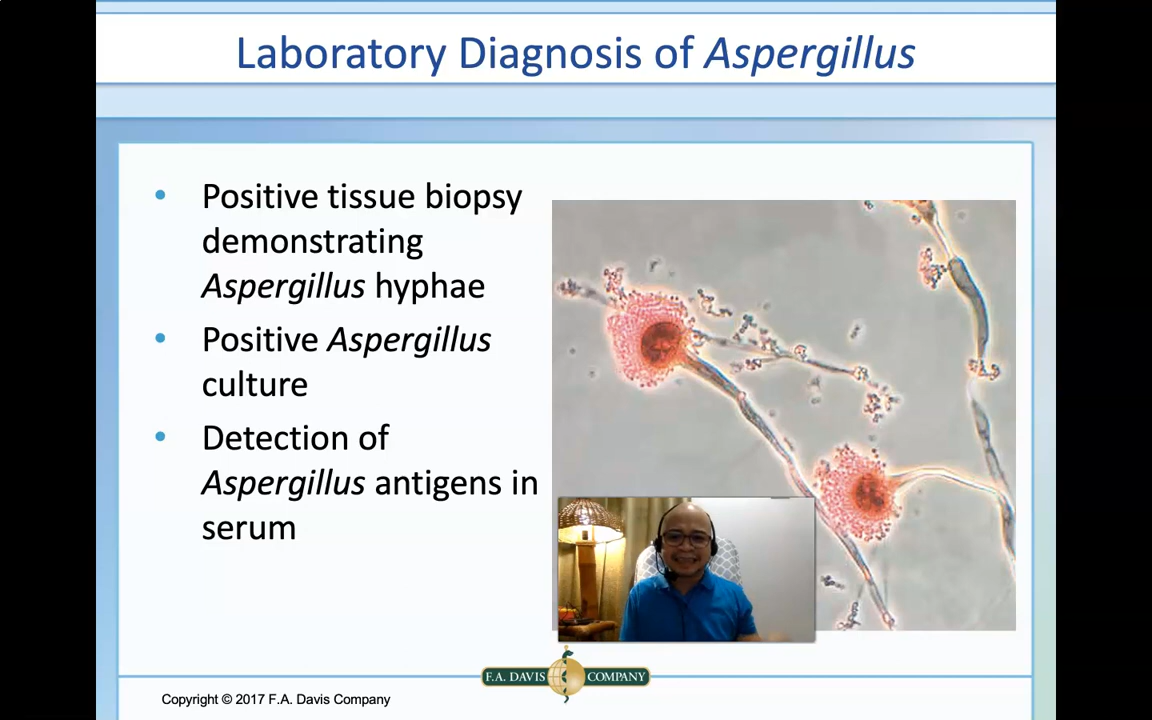 Laboratory Diagnosis of Aspergillus
• Positive tissue biopsy
demonstrating
Aspergillus hyphae
• Positive Aspergillus
culture
• Detection of
Aspergillus antigens in
serum
F.A. DAVIS COMPANY
Copyright © 2017 F.A. Davis Company